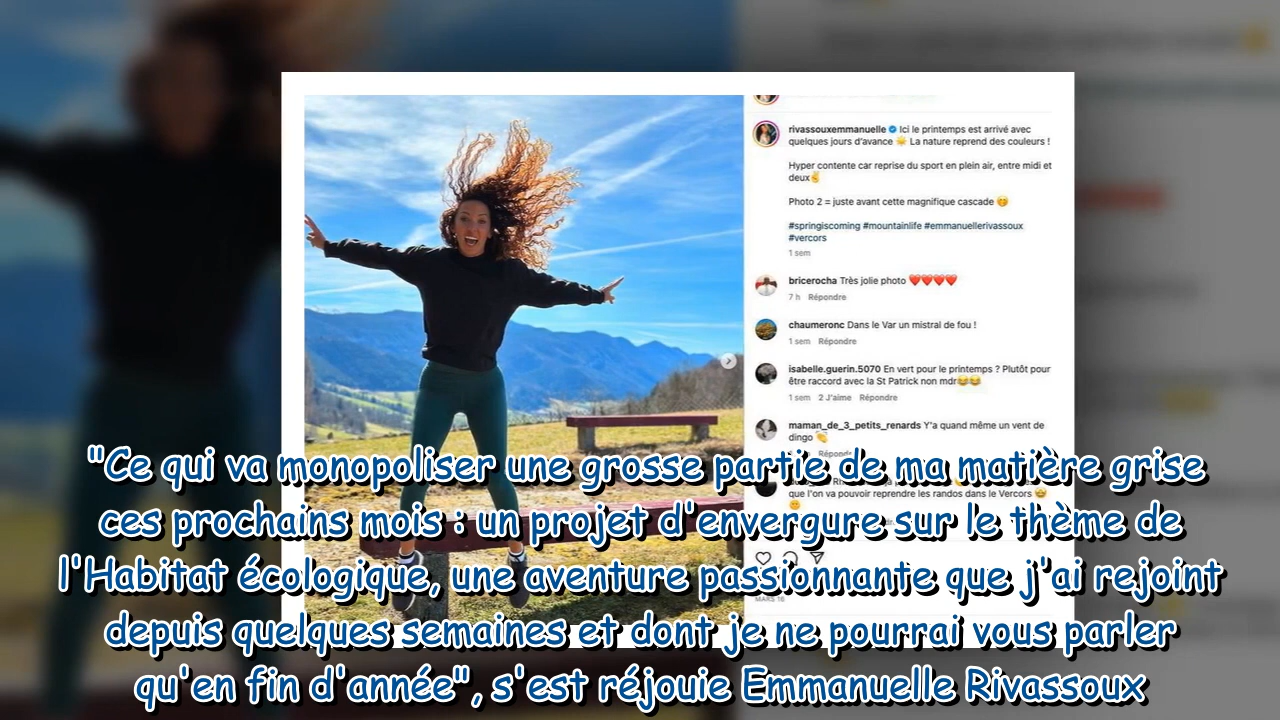 rivassouxemmanuelle Ici le printemps est arrivé avec
quelques jours d'avance ☀️ La nature reprend des couleurs !
Hyper contente car reprise du sport en plein air, entre midi et
deux✌️
Photo 2 = juste avant cette magnifique cascade 🤭
#springiscoming #mountainlife #emmanuellerivassoux
#vercors
1 sem
bricerocha Très jolie photo ❤️❤️❤️❤️
7 h Répondre
chaumeronc Dans le Var un mistral de fou !
1 sem Répondre
isabelle.guerin.5070 En vert pour le printemps ? Plutôt pour
être raccord avec la St Patrick non mdr😂😂
1 sem 2 J'aime Répondre
maman_de_3_petits_renards Y'a quand même un vent de
dingo 👏
que l'on va pouvoir reprendre les randos dans le Vercors 🤩
MARS 16
"Ce qui va monopoliser une grosse partie de ma matière grise
ces prochains mois : un projet d'envergure sur le thème de
l'Habitat écologique, une aventure passionnante que j'ai rejoint
depuis quelques semaines et dont je ne pourrai vous parler
qu'en fin d'année", s'est réjouie Emmanuelle Rivassoux